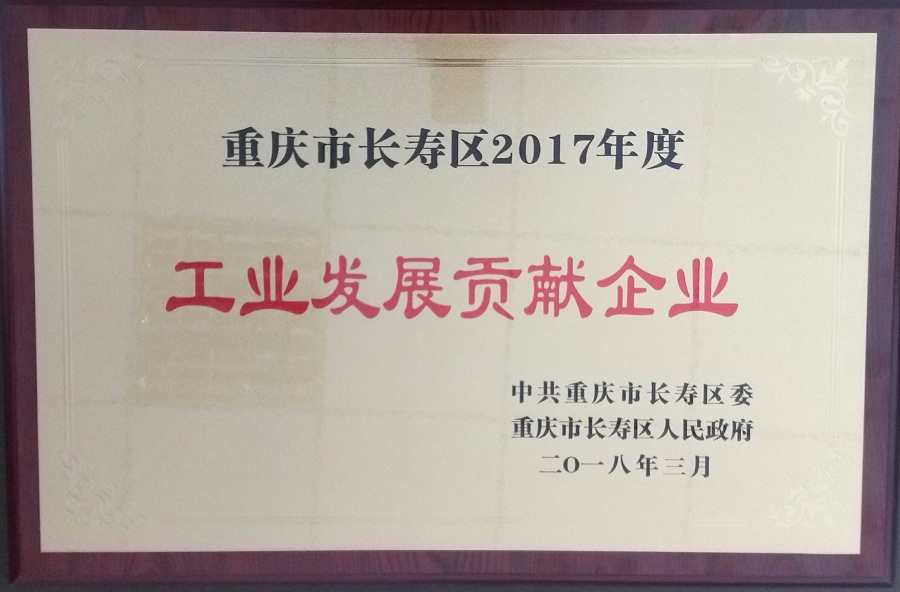 重庆市长寿区2017年度
工业发展贡献企业
中共重庆市长寿区委
重庆市长寿区人民政府
二〇一八年三月